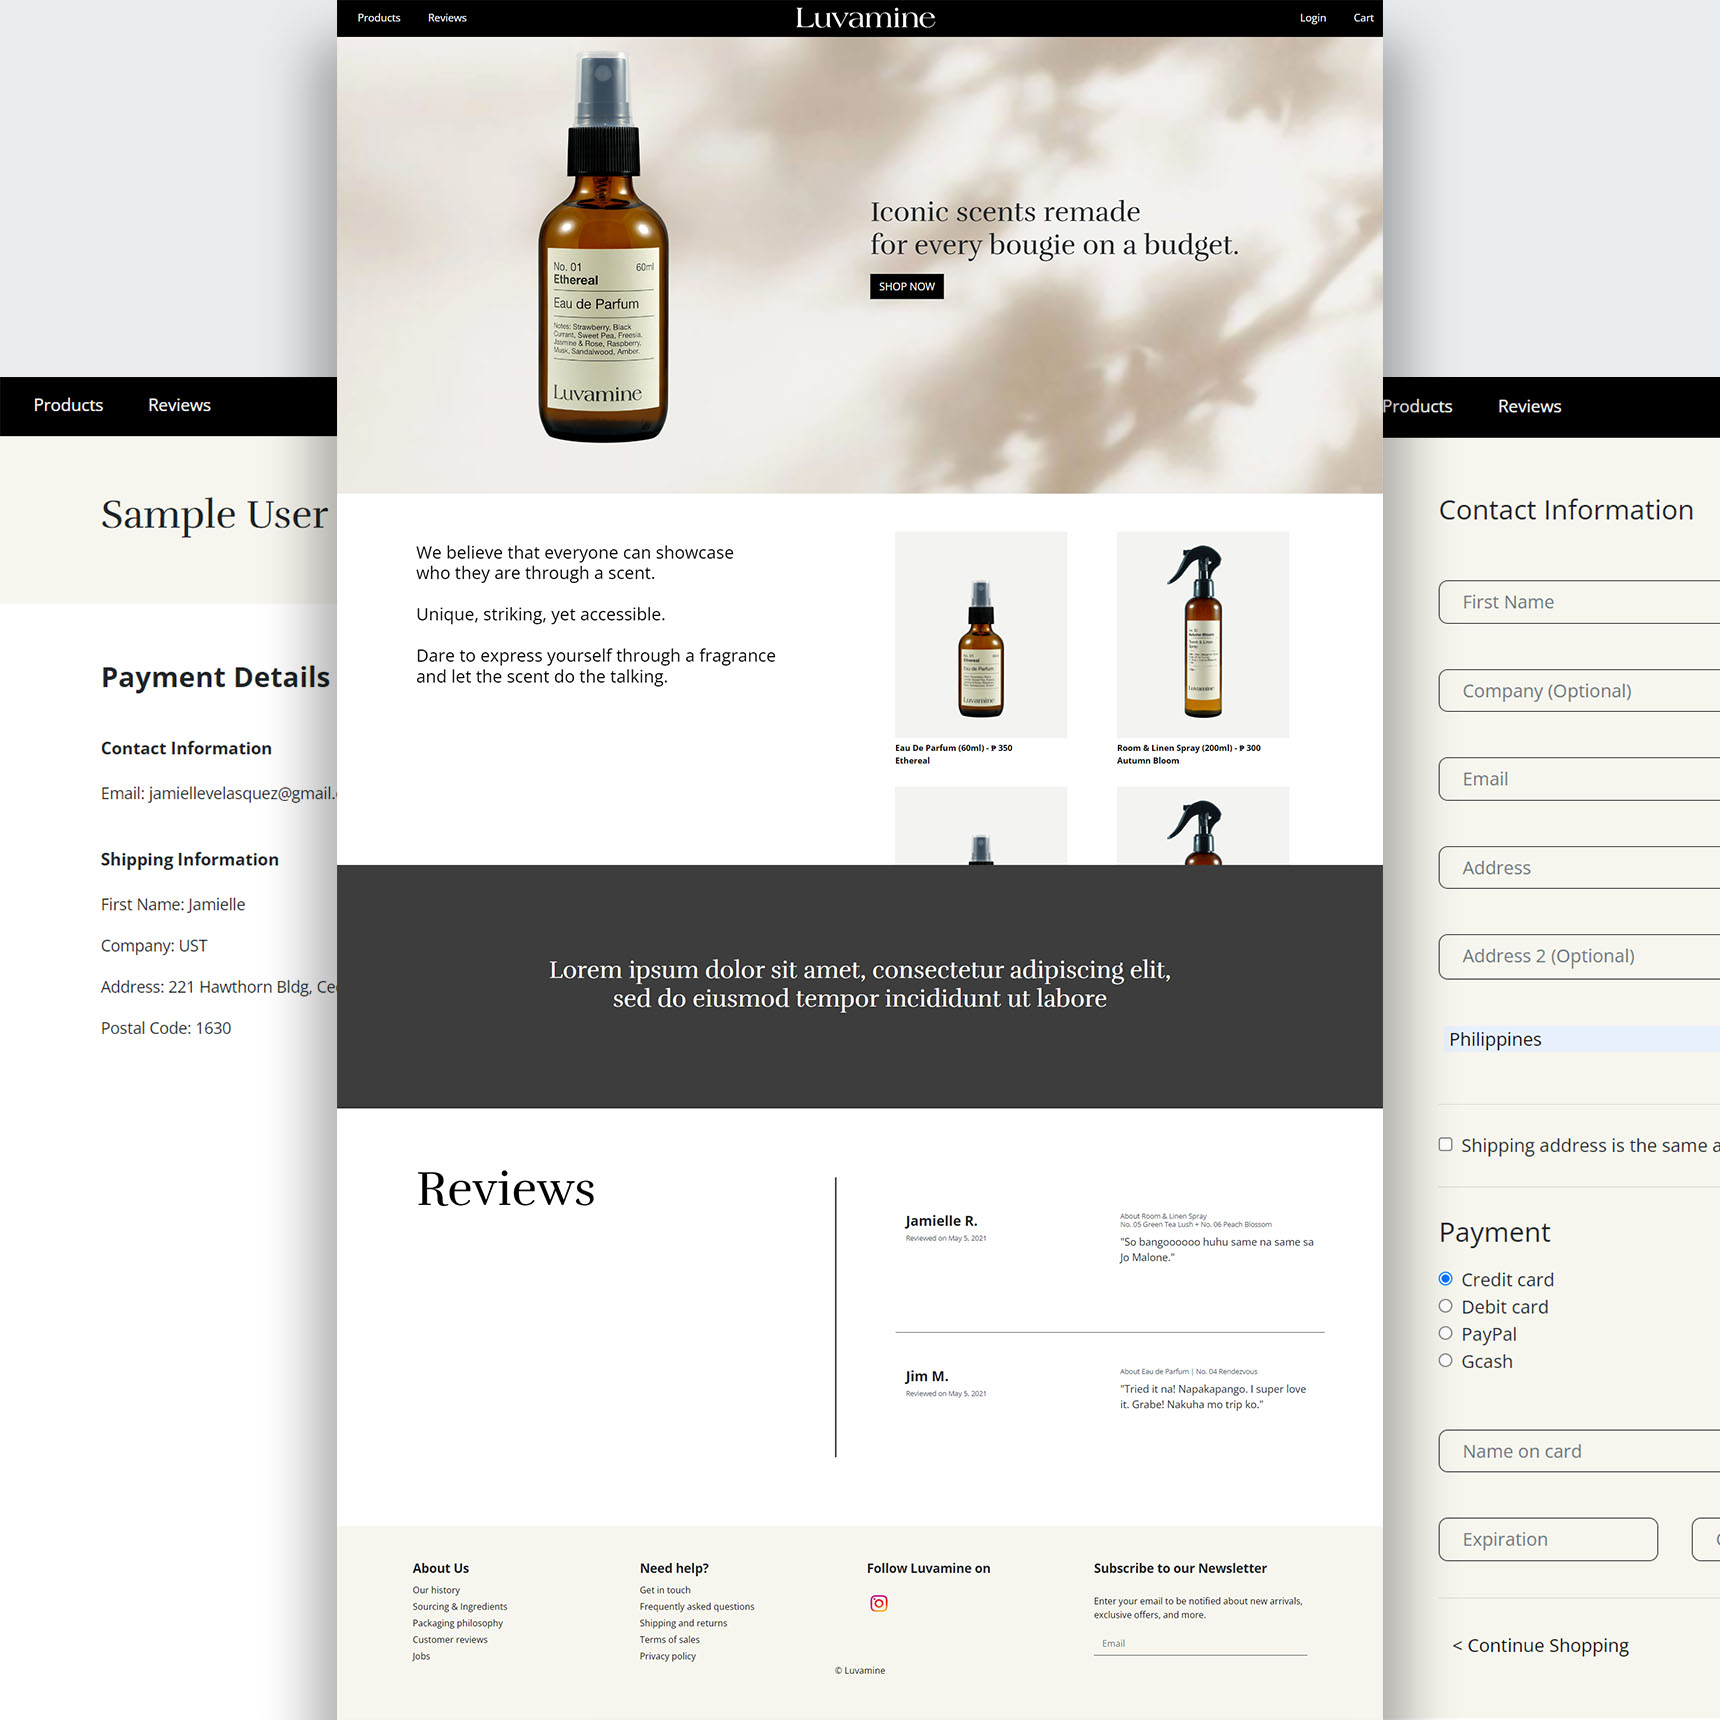 Products Reviews Luvamine Login Cart
No. 01 60ml
Ethereal
Eau de Parfum
Notes: Strawberry, Black
Currant, Sweet Pea, Freesia,
Jasmine & Rose, Raspberry,
Musk, Sandalwood, Amber.
Luvamine
Iconic scents remade
for every bougie on a budget.
SHOP NOW
We believe that everyone can showcase
who they are through a scent.
Unique, striking, yet accessible.
Dare to express yourself through a fragrance
and let the scent do the talking.
Ethereal
Eau de Parfum
Luvamine
Autumn Bloom
Room & Linen
Spray
Luvamine
Eau De Parfum (60ml) - ₱ 350
Ethereal
Room & Linen Spray (200ml) - ₱ 300
Autumn Bloom
Lorem ipsum dolor sit amet, consectetur adipiscing elit,
sed do eiusmod tempor incididunt ut labore
Reviews
Jamielle R.
Reviewed on May 5, 2021
About Room & Linen Spray
No. 05 Green Tea Lush + No. 06 Peach Blossom
"So bangoooooo huhu same na same sa
Jo Malone."
Jim M.
Reviewed on May 5, 2021
About Eau de Parfum | No. 04 Rendezvous
"Tried it na! Napakapango. I super love
it. Grabe! Nakuha mo trip ko."
About Us
Our history
Sourcing & Ingredients
Packaging philosophy
Customer reviews
Jobs
Need help?
Get in touch
Frequently asked questions
Shipping and returns
Terms of sales
Privacy policy
Follow Luvamine on
Subscribe to our Newsletter
Enter your email to be notified about new arrivals,
exclusive offers, and more.
Email
© Luvamine
Products Reviews
Sample User
Payment Details
Contact Information
Email: jamiellevelasquez@gmail.
Shipping Information
First Name: Jamielle
Company: UST
Address: 221 Hawthorn Bldg, Ce
Postal Code: 1630
Products Reviews
Contact Information
First Name
Company (Optional)
Email
Address
Address 2 (Optional)
Philippines
Shipping address is the same a
Payment
Credit card
Debit card
PayPal
Gcash
Name on card
Expiration
< Continue Shopping